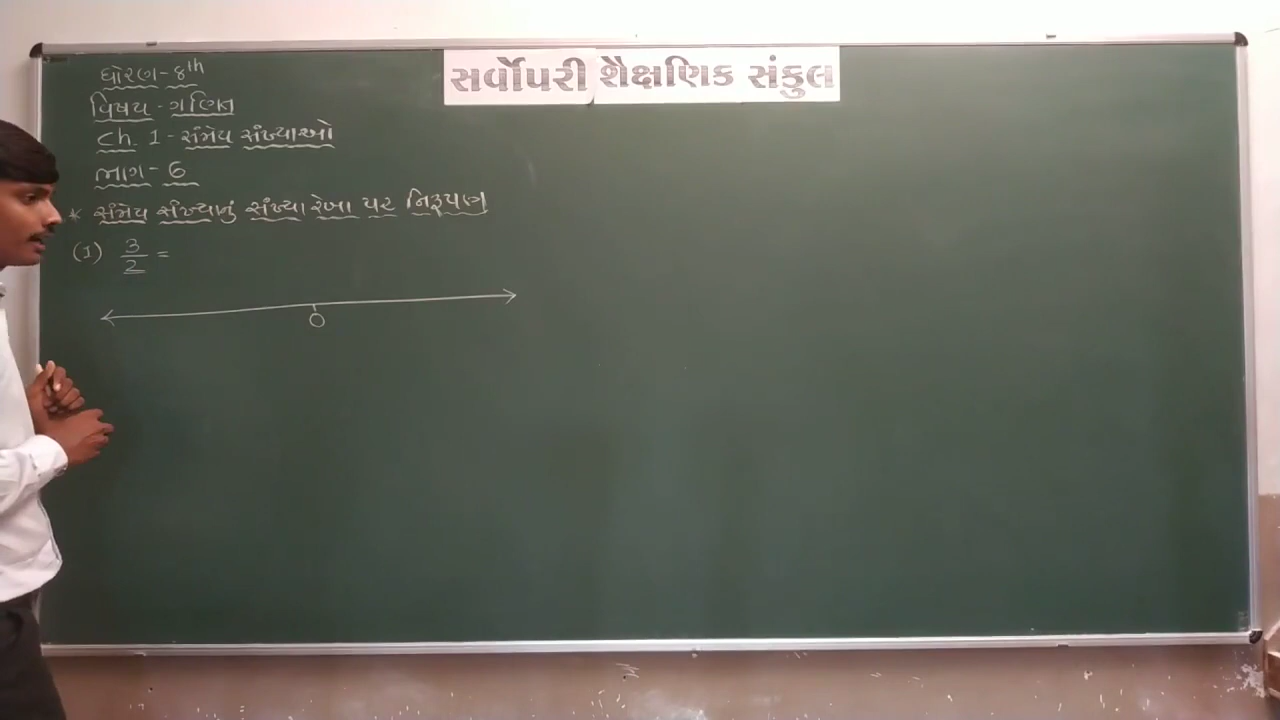 સર્વોપરી શૈક્ષણિક સંકુલ
ધોરણ - 8th
વિષય - ગણિત
Ch. 1 - સંમેય સંખ્યાઓ
ભાગ - 6
* સંમેય સંખ્યાનું સંખ્યા રેખા પર નિરૂપણ
(1) 3/2 =
0